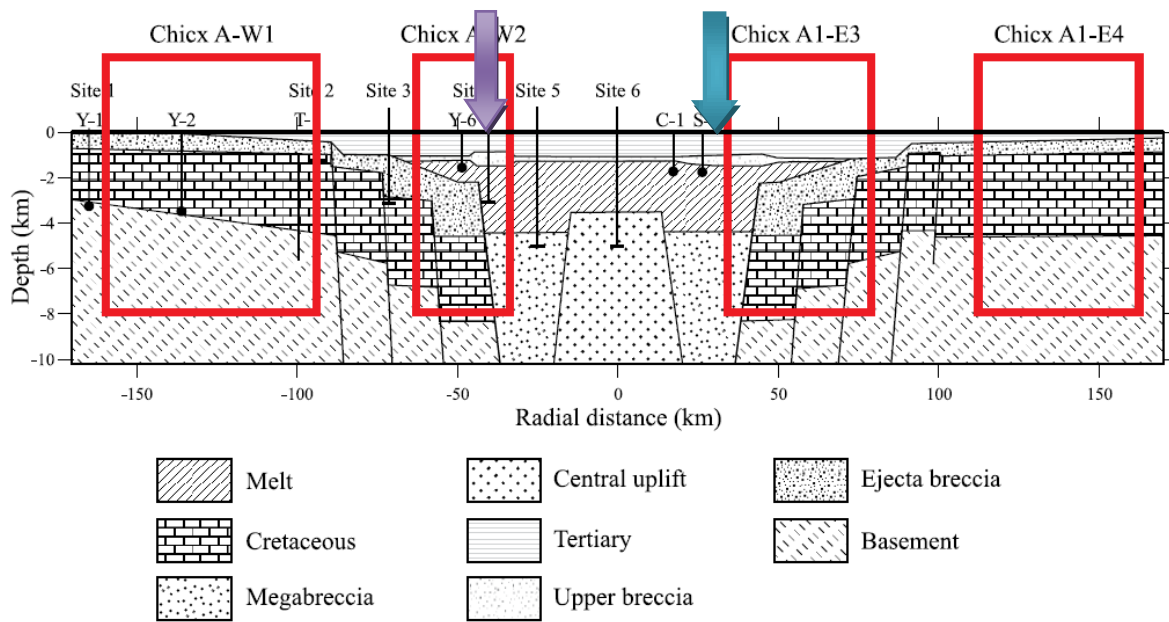 Chicx A-W1 Chicx A W2 Chicx A1-E3 Chicx A1-E4
Site 1 Site 2 Site 3 Site 5 Site 6
Y-1 Y-2 T- Y-6 C-1 S-
0
-2
-4
-6
-8
-10
Depth (km)
-150 -100 -50 0 50 100 150
Radial distance (km)
Melt Central uplift Ejecta breccia
Cretaceous Tertiary Basement
Megabreccia Upper breccia